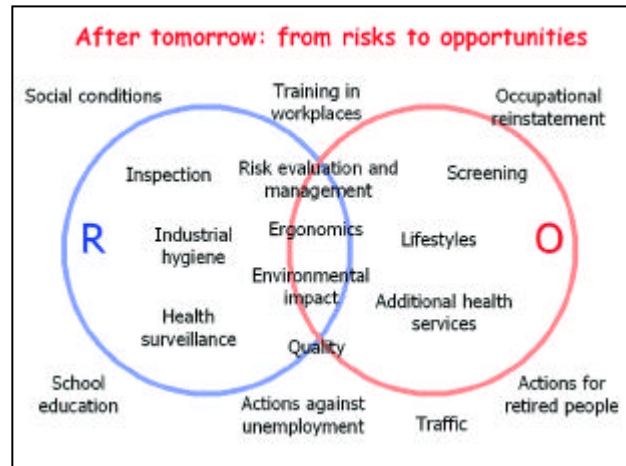 After tomorrow: from risks to opportunities
Social conditions
Training in
workplaces
Occupational
reinstatement
Inspection
Risk evaluation and
management
Screening
R
Industrial
hygiene
Ergonomics
Lifestyles
O
Environmental
impact
Additional health
services
Health
surveillance
Quality
School
education
Actions against
unemployment
Traffic
Actions for
retired people